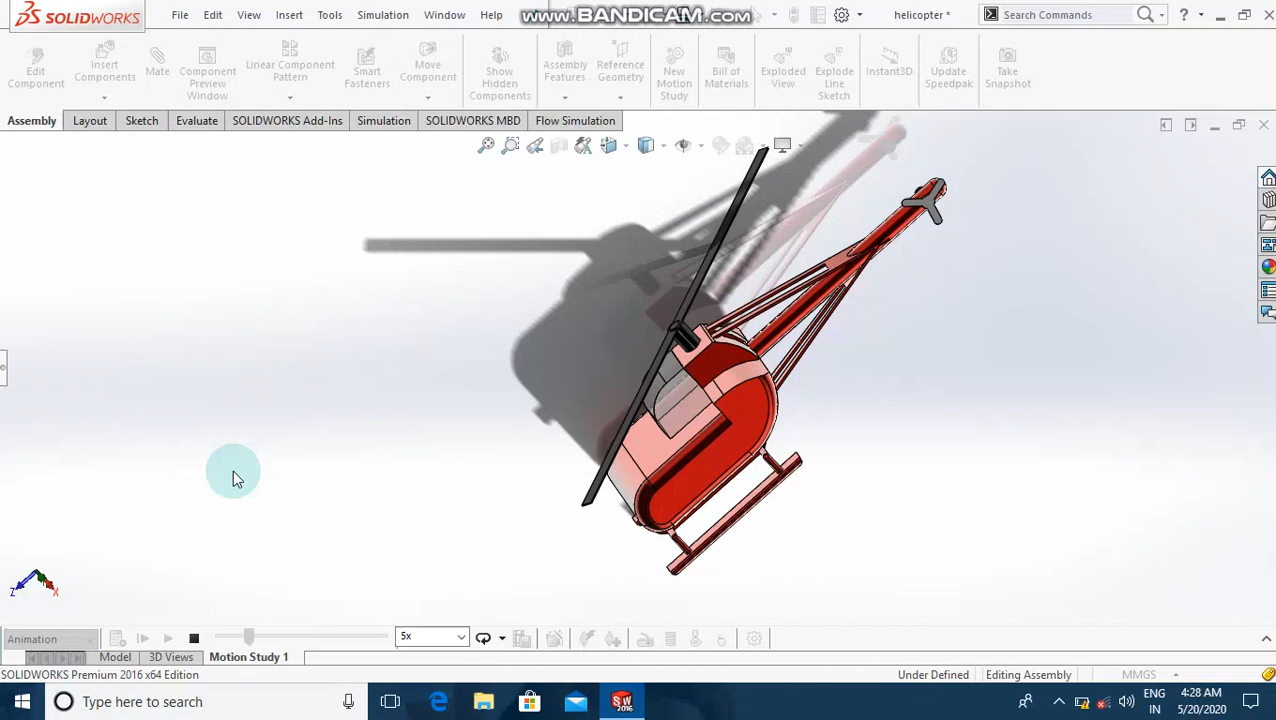 SOLIDWORKS
File Edit View Insert Tools Simulation Window Help
www.BANDICAM.com
helicopter *
Search Commands
?
Edit Component
Insert Components
Mate
Component Preview Window
Linear Component Pattern
Smart Fasteners
Move Component
Show Hidden Components
Assembly Features
Reference Geometry
New Motion Study
Bill of Materials
Exploded View
Explode Line Sketch
Instant3D
Update Speedpak
Take Snapshot
Assembly Layout Sketch Evaluate SOLIDWORKS Add-Ins Simulation SOLIDWORKS MBD Flow Simulation
Z X
Animation
5x
Model 3D Views Motion Study 1
SOLIDWORKS Premium 2016 x64 Edition
Under Defined Editing Assembly MMGS
Type here to search
SW 2016
ENG IN
4:28 AM
5/20/2020